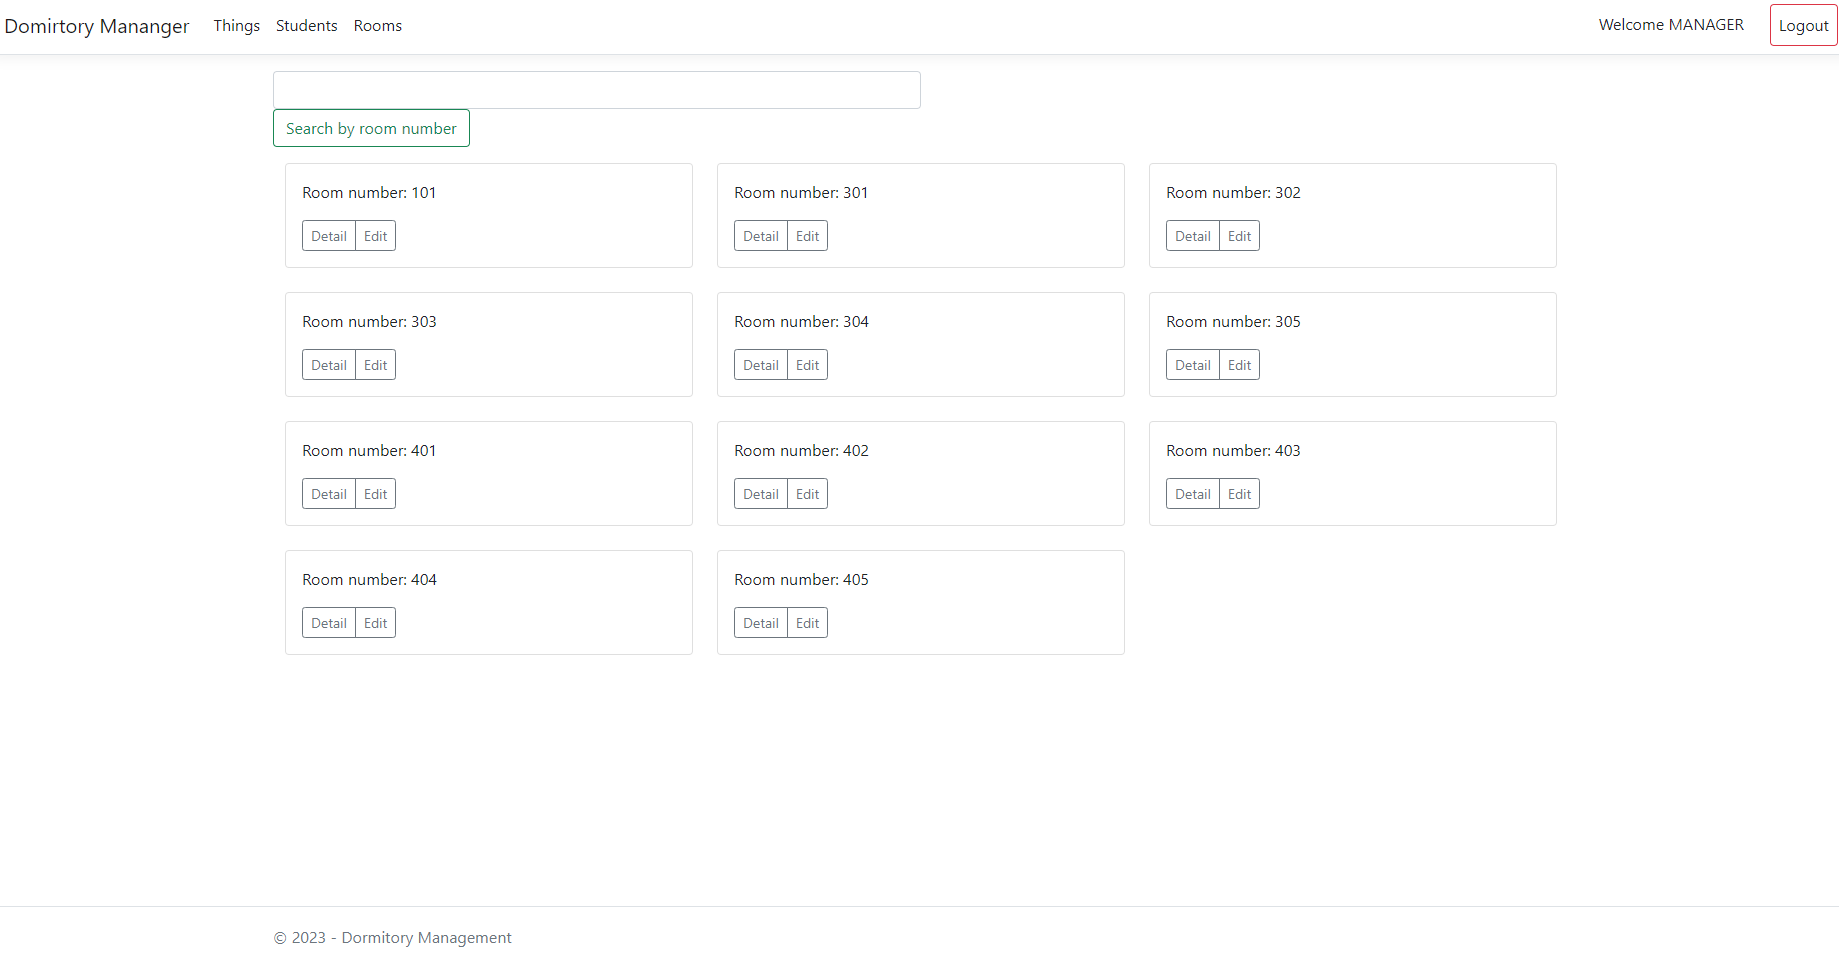 Domirtory Mananger Things Students Rooms Welcome MANAGER Logout
Search by room number
Room number: 101
Detail Edit
Room number: 301
Detail Edit
Room number: 302
Detail Edit
Room number: 303
Detail Edit
Room number: 304
Detail Edit
Room number: 305
Detail Edit
Room number: 401
Detail Edit
Room number: 402
Detail Edit
Room number: 403
Detail Edit
Room number: 404
Detail Edit
Room number: 405
Detail Edit
© 2023 - Dormitory Management